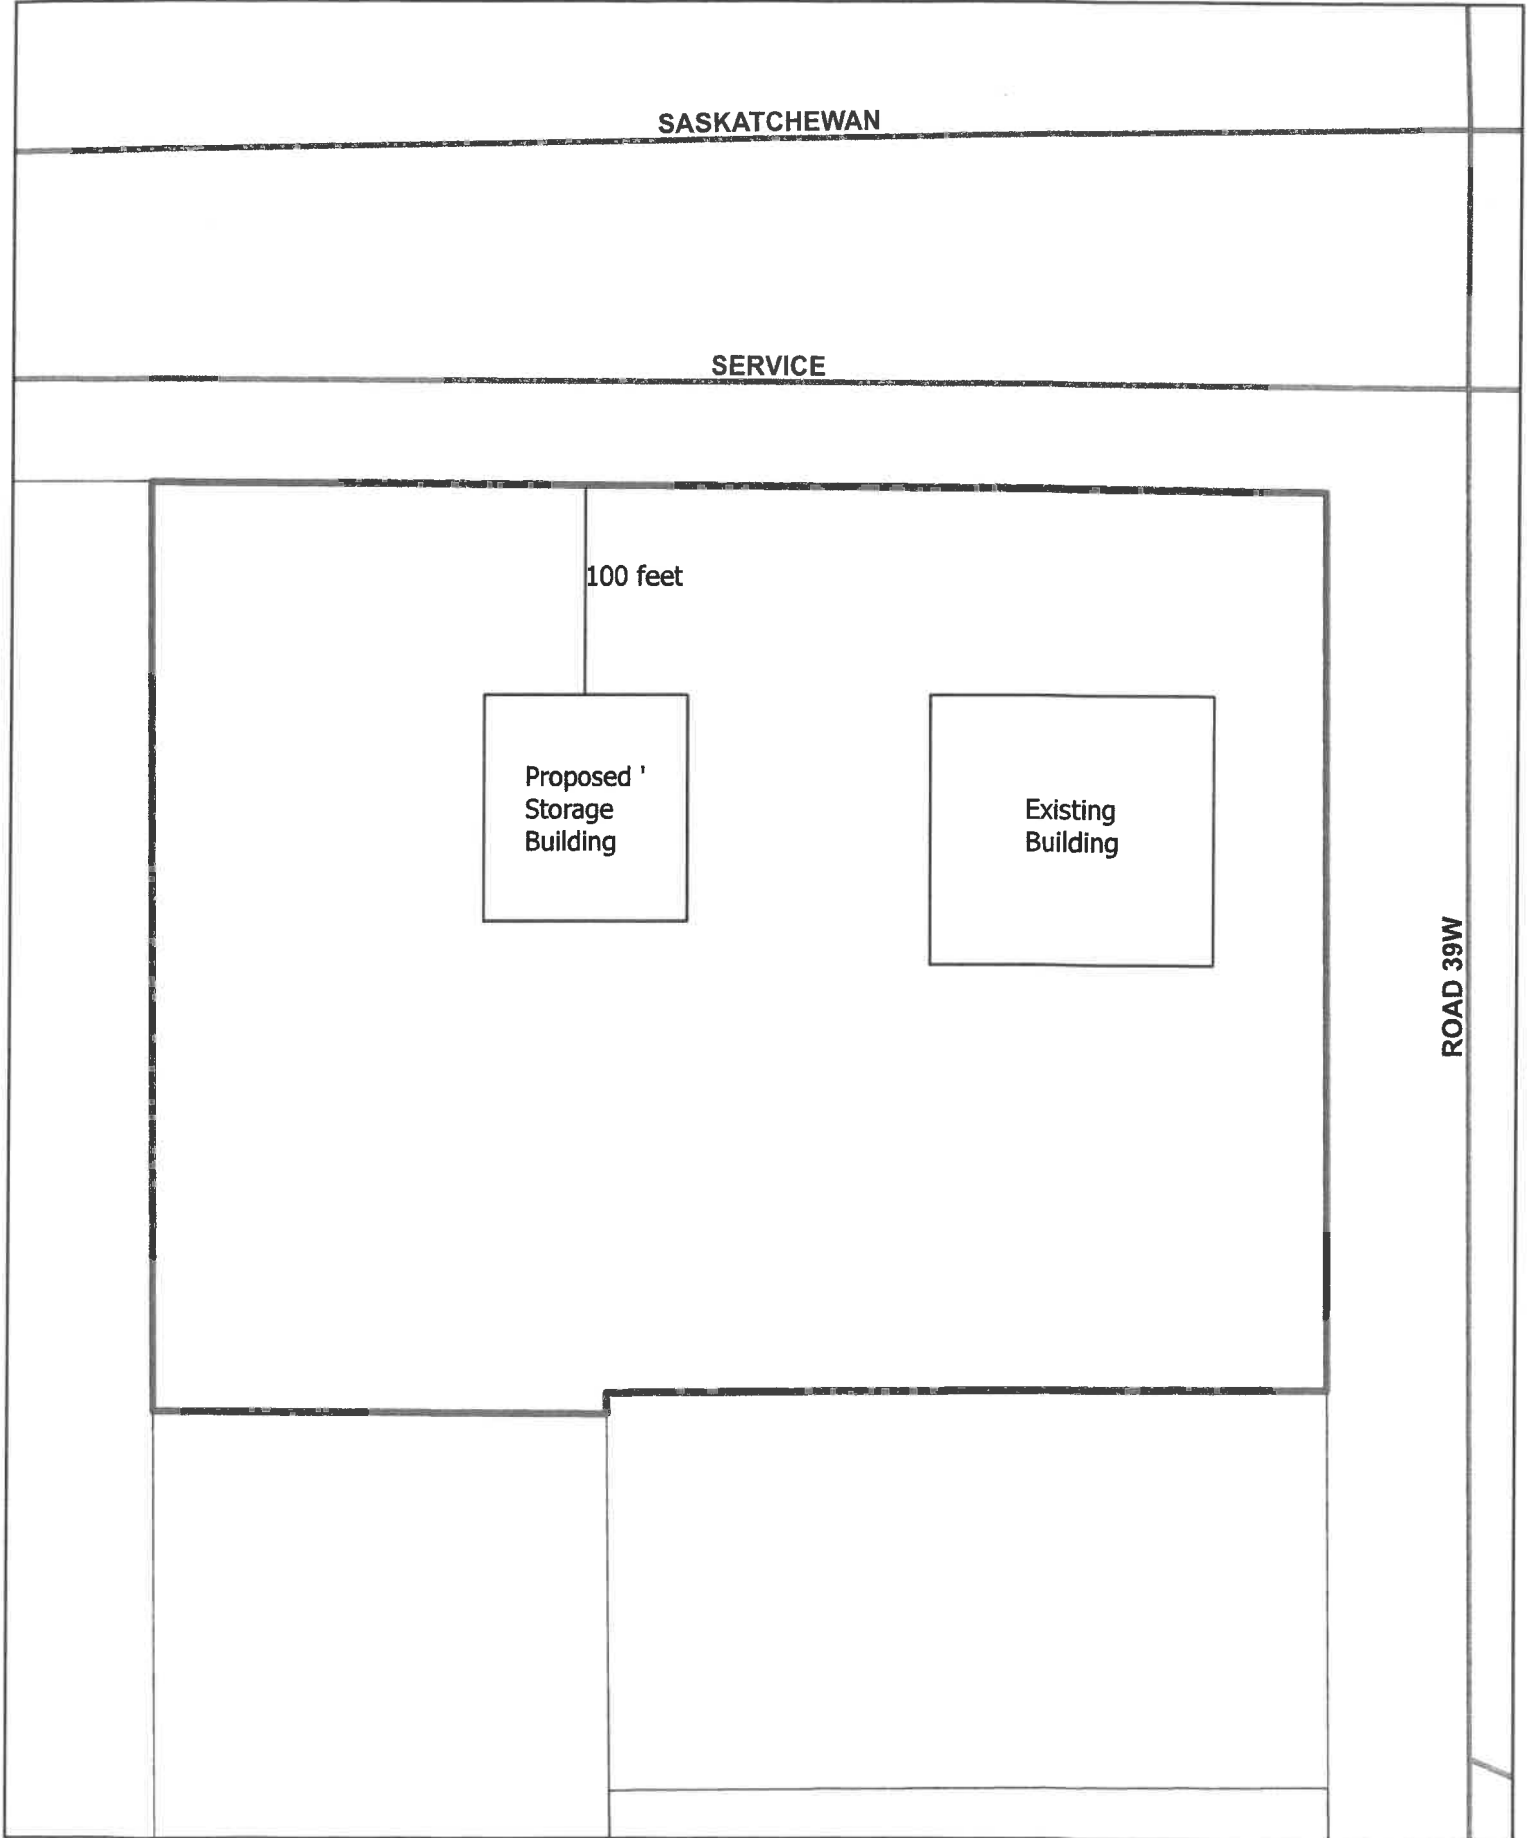 SASKATCHEWAN
SERVICE
100 feet
Proposed '
Storage
Building
Existing
Building
ROAD 39W